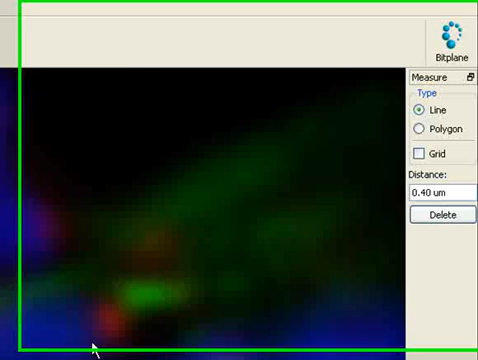 Bitplane
Measure
Type
Line
Polygon
Grid
Distance:
0.40 um
Delete